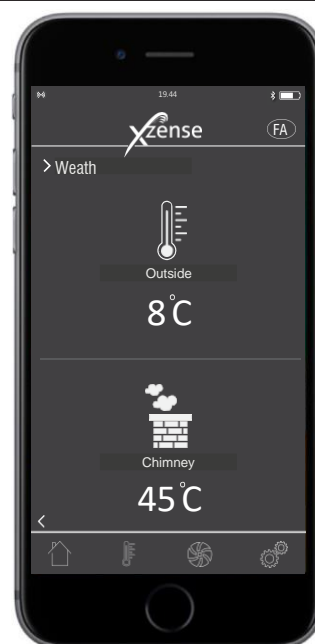 19.44
xzense
FA
> Weath
Outside
8°C
Chimney
45°C
<